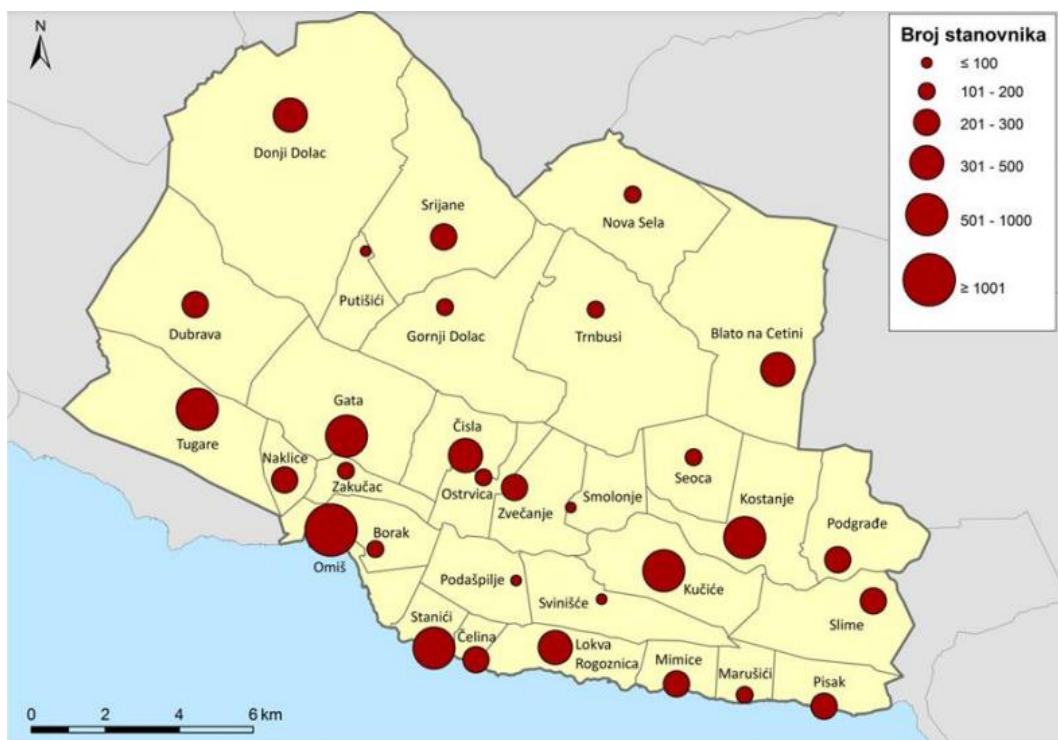 N
Broj stanovnika
≤ 100
101 - 200
201 - 300
301 - 500
501 - 1000
≥ 1001
Donji Dolac
Srijane
Nova Sela
Putišići
Dubrava
Gornji Dolac
Trnbusi
Blato na Cetini
Tugare
Gata
Čisla
Naklice
Zakučac
Ostrvica
Zvečanje
Smolonje
Seoca
Kostanje
Podgrađe
Omiš
Borak
Podašpilje
Svinišće
Kučiće
Slime
Stanići
Čelina
Lokva
Rogoznica
Mimice
Marušići
Pisak
0 2 4 6 km